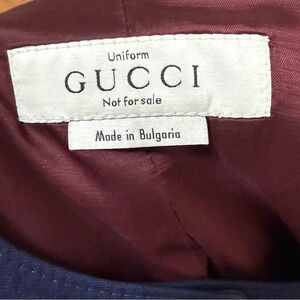 Uniform
GUCCI
Not for sale
Made in Bulgaria